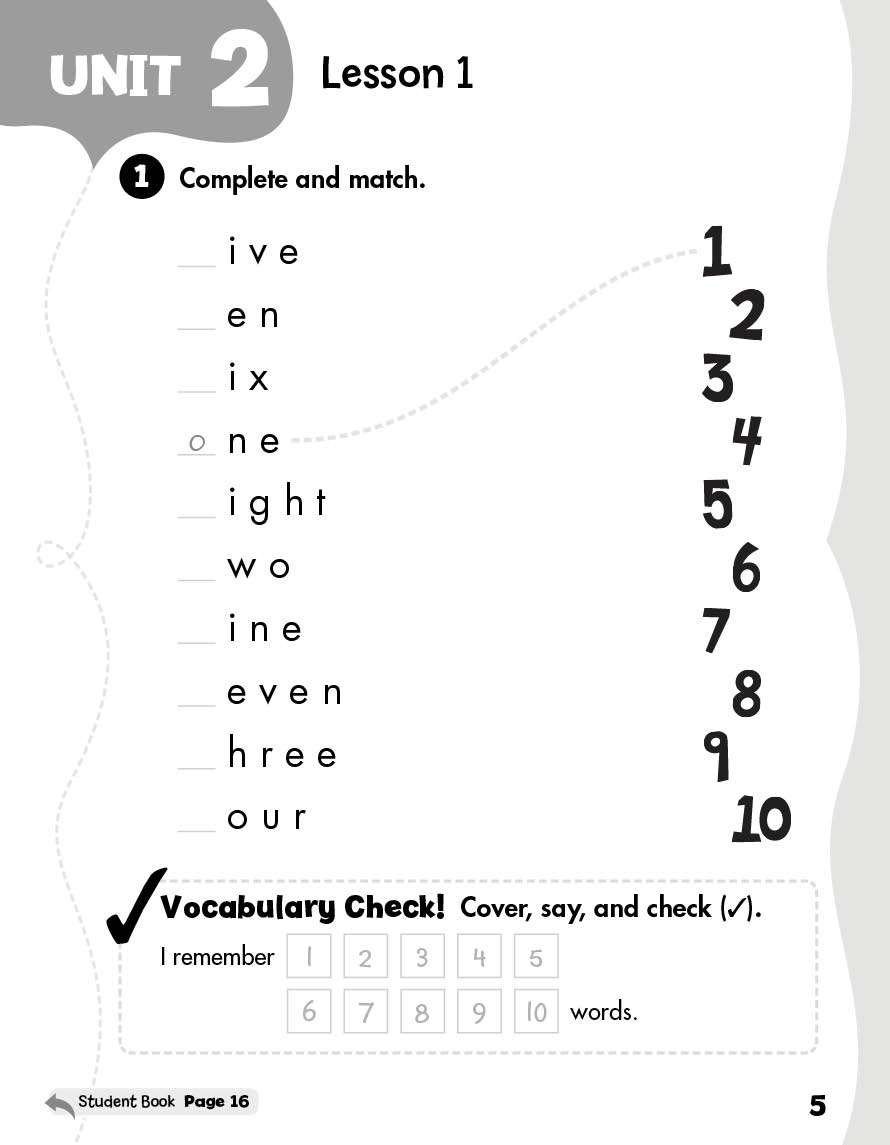 UNIT 2 Lesson 1
1 Complete and match.
__ i v e 1
__ e n 2
__ i x 3
o n e 4
__ i g h t 5
__ w o 6
__ i n e 7
__ e v e n 8
__ h r e e 9
__ o u r 10
Vocabulary Check! Cover, say, and check (✓).
I remember 1 2 3 4 5
6 7 8 9 10 words.
Student Book Page 16 5